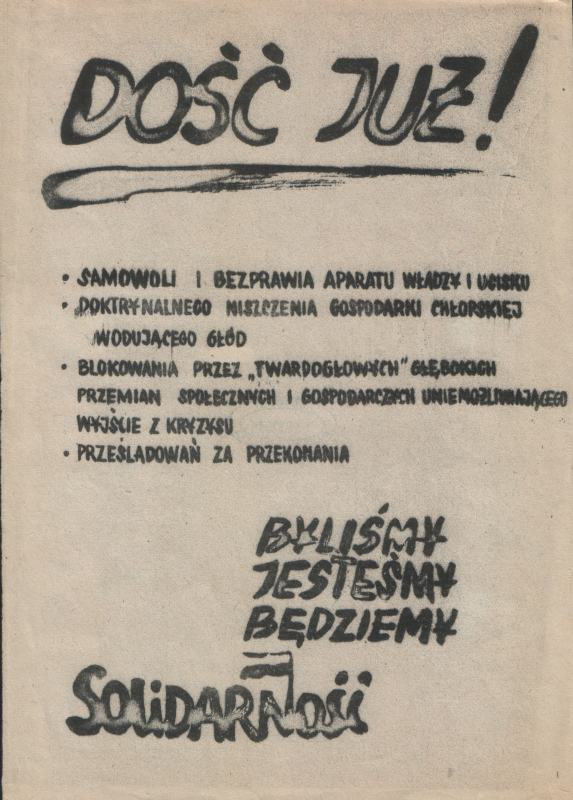 DOŚĆ JUŻ!
• SAMOWOLI I BEZPRAWIA APARATU WŁADZY I UCISKU
• DOKTRYNALNEGO NISZCZENIA GOSPODARKI CHŁOPSKIEJ
WODUJĄCEGO GŁÓD
• BLOKOWANIA PRZEZ „TWARDOGŁOWYCH" GŁĘBOKICH
PRZEMIAN SPOŁECZNYCH I GOSPODARCZYCH UNIEMOŻLIWIAJĄCEGO
WYJŚCIE Z KRYZYSU
• PRZEŚLADOWAŃ ZA PRZEKONANIA
BYLIŚMY
JESTEŚMY
BĘDZIEMY
SOLiDARNOŚĆ